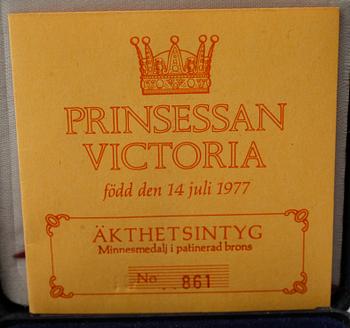 PRINSESSAN
VICTORIA
född den 14 juli 1977
ÄKTHETSINTYG
Minnesmedalj i patinerad brons
No 861